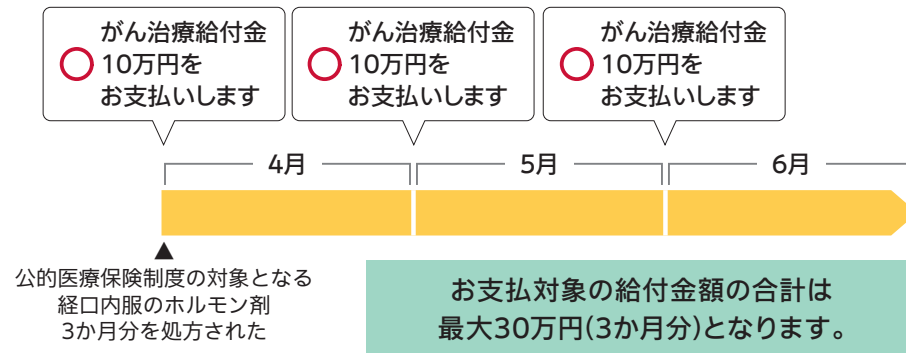 がん治療給付金
10万円を
お支払いします
がん治療給付金
10万円を
お支払いします
がん治療給付金
10万円を
お支払いします
4月
5月
6月
公的医療保険制度の対象となる
経口内服のホルモン剤
3か月分を処方された
お支払対象の給付金額の合計は
最大30万円(3か月分)となります。